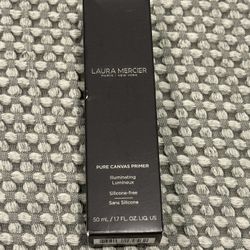 LAURA MERCIER
PARIS | NEW YORK
PURE CANVAS PRIMER
Illuminating
Lumineux
Silicone-free
Sans Silicone
50 mL / 1.7 FL. OZ. LIQ. US